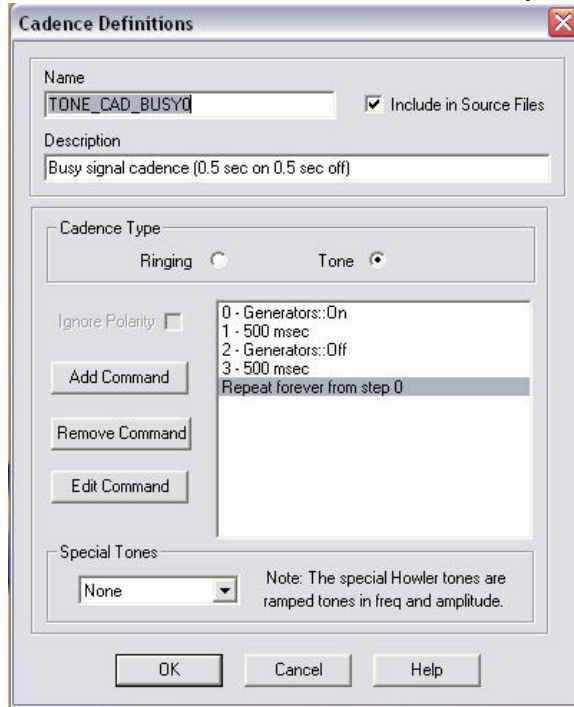 Cadence Definitions
Name
TONE_CAD_BUSY0
Include in Source Files
Description
Busy signal cadence (0.5 sec on 0.5 sec off)
Cadence Type
Ringing
Tone
Ignore Polarity
0 - Generators::On
1 - 500 msec
2 - Generators::Off
3 - 500 msec
Repeat forever from step 0
Add Command
Remove Command
Edit Command
Special Tones
None
Note: The special Howler tones are
ramped tones in freq and amplitude.
OK
Cancel
Help